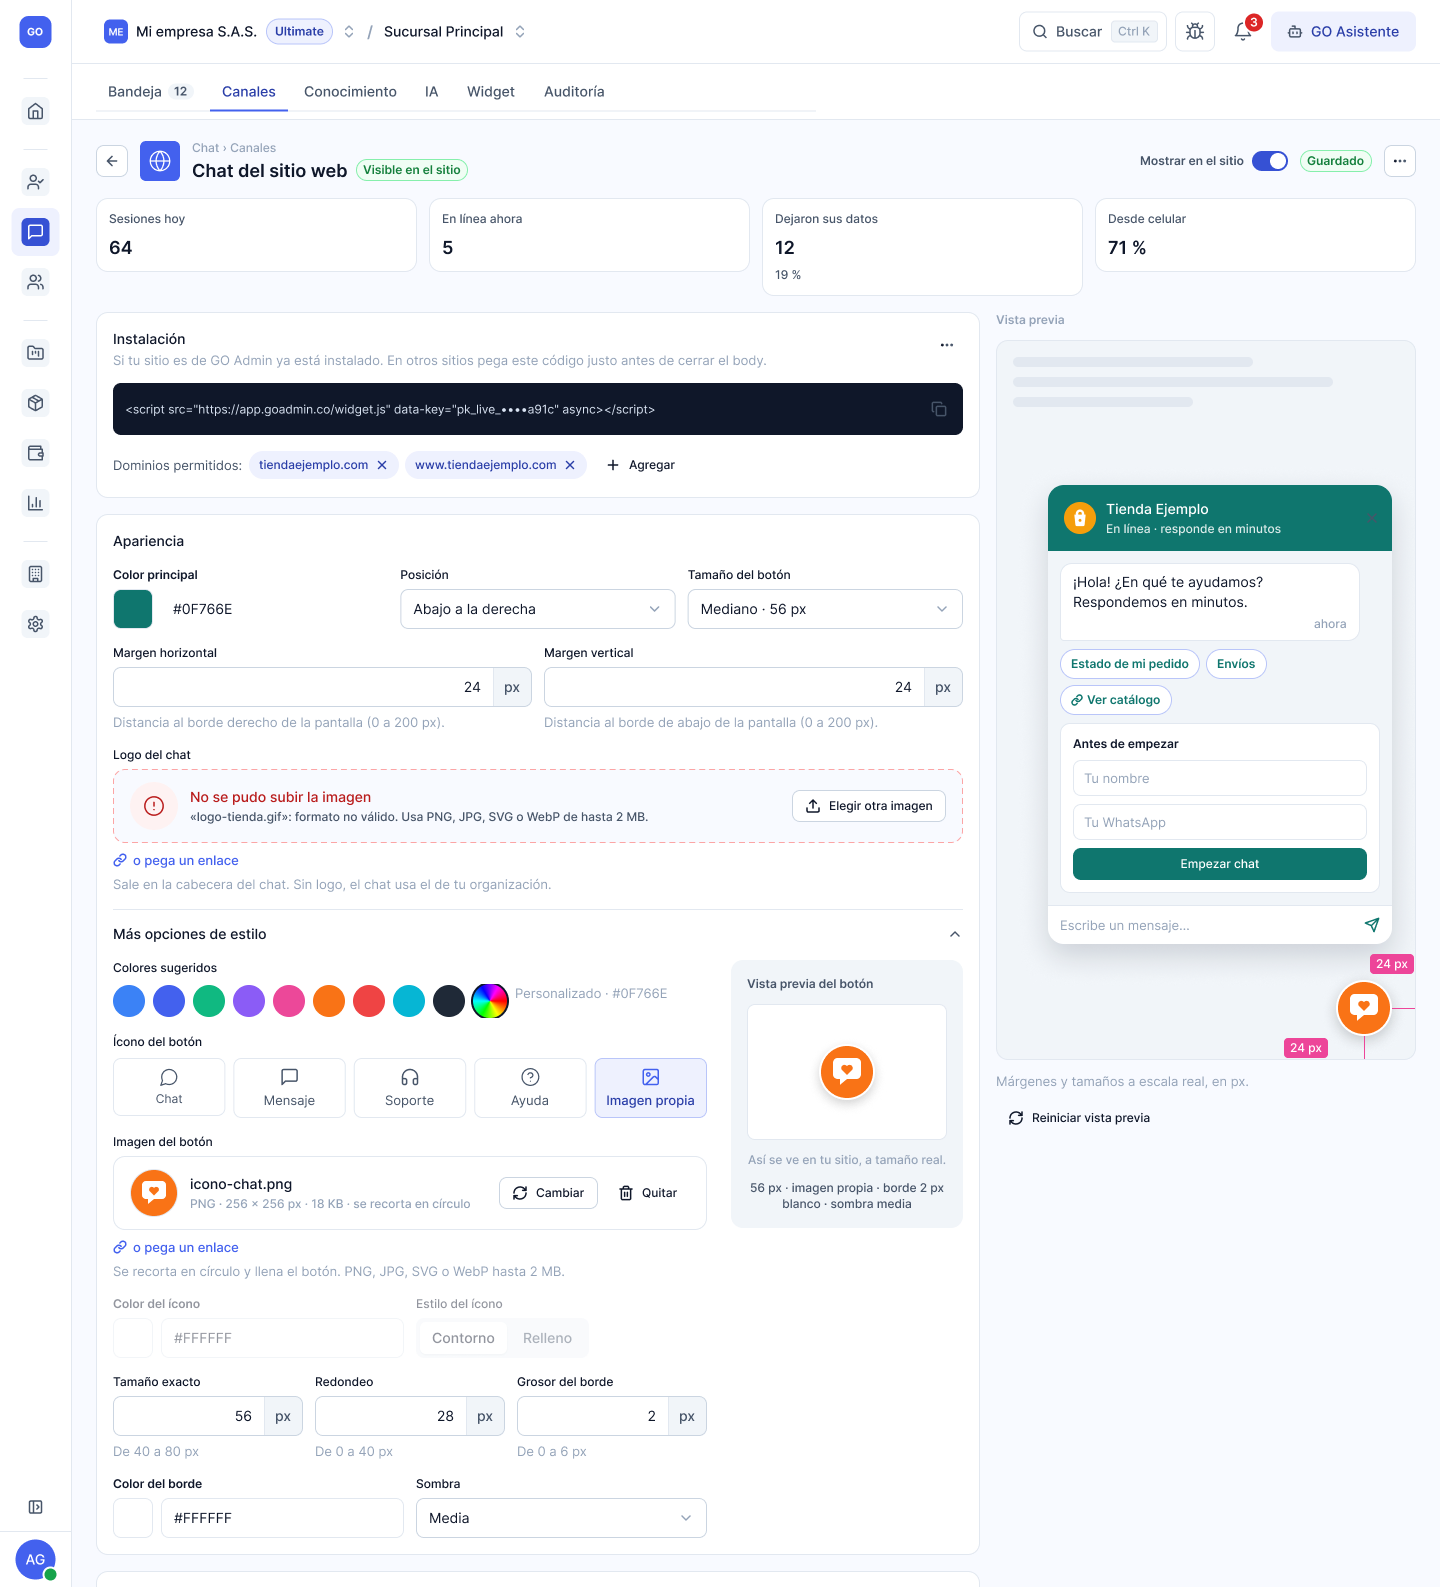 GO
ME Mi empresa S.A.S. Ultimate / Sucursal Principal
Buscar Ctrl K
3
GO Asistente
Bandeja 12 Canales Conocimiento IA Widget Auditoría
Chat › Canales
Chat del sitio web Visible en el sitio
Mostrar en el sitio Guardado
Sesiones hoy
64
En línea ahora
5
Dejaron sus datos
12
19 %
Desde celular
71 %
Instalación
Si tu sitio es de GO Admin ya está instalado. En otros sitios pega este código justo antes de cerrar el body.
<script src="https://app.goadmin.co/widget.js" data-key="pk_live_••••a91c" async></script>
Dominios permitidos: tiendaejemplo.com www.tiendaejemplo.com Agregar
Apariencia
Color principal
#0F766E
Posición
Abajo a la derecha
Tamaño del botón
Mediano · 56 px
Margen horizontal
24 px
Distancia al borde derecho de la pantalla (0 a 200 px).
Margen vertical
24 px
Distancia al borde de abajo de la pantalla (0 a 200 px).
Logo del chat
No se pudo subir la imagen
«logo-tienda.gif»: formato no válido. Usa PNG, JPG, SVG o WebP de hasta 2 MB.
Elegir otra imagen
o pega un enlace
Sale en la cabecera del chat. Sin logo, el chat usa el de tu organización.
Más opciones de estilo
Colores sugeridos
Personalizado · #0F766E
Ícono del botón
Chat
Mensaje
Soporte
Ayuda
Imagen propia
Imagen del botón
icono-chat.png
PNG · 256 × 256 px · 18 KB · se recorta en círculo
Cambiar
Quitar
o pega un enlace
Se recorta en círculo y llena el botón. PNG, JPG, SVG o WebP hasta 2 MB.
Color del ícono
#FFFFFF
Estilo del ícono
Contorno Relleno
Tamaño exacto
56 px
De 40 a 80 px
Redondeo
28 px
De 0 a 40 px
Grosor del borde
2 px
De 0 a 6 px
Color del borde
#FFFFFF
Sombra
Media
Vista previa del botón
Así se ve en tu sitio, a tamaño real.
56 px · imagen propia · borde 2 px
blanco · sombra media
Vista previa
Tienda Ejemplo
En línea · responde en minutos
¡Hola! ¿En qué te ayudamos?
Respondemos en minutos.
ahora
Estado de mi pedido Envíos
Ver catálogo
Antes de empezar
Tu nombre
Tu WhatsApp
Empezar chat
Escribe un mensaje...
24 px
24 px
Márgenes y tamaños a escala real, en px.
Reiniciar vista previa
AG